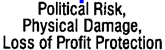 Political Risk,
Physical Damage,
Loss of Profit Protection